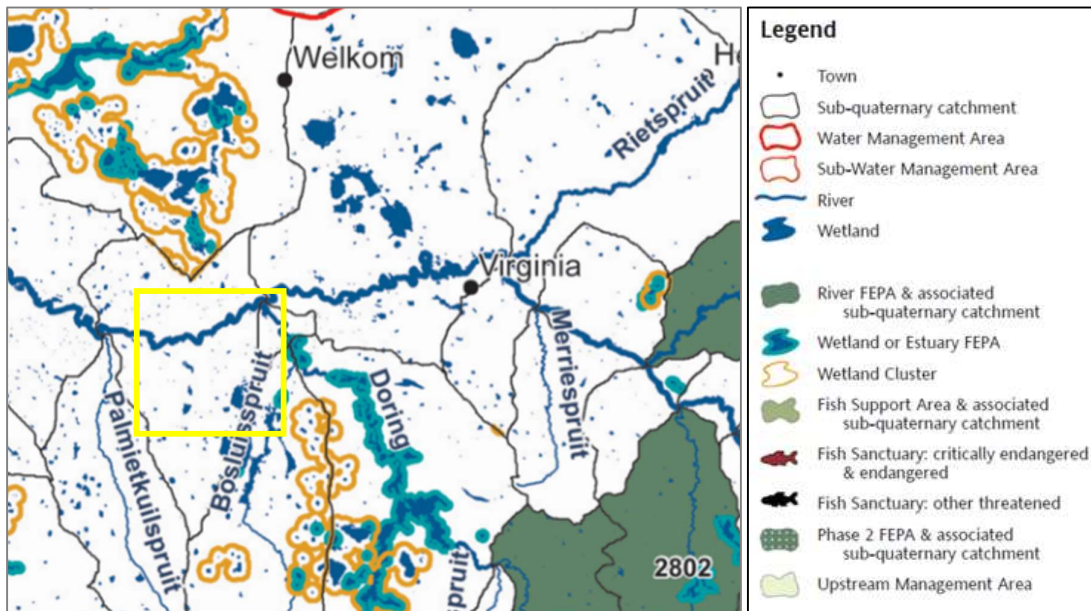 Welkom
He
Rietspruit
Virginia
Merriespruit
Doring
Bosluisspruit
Palmietkuilspruit
spruit
2802
Legend
Town
Sub-quaternary catchment
Water Management Area
Sub-Water Management Area
River
Wetland
River FEPA & associated
sub-quaternary catchment
Wetland or Estuary FEPA
Wetland Cluster
Fish Support Area & associated
sub-quaternary catchment
Fish Sanctuary: critically endangered
& endangered
Fish Sanctuary: other threatened
Phase 2 FEPA & associated
sub-quaternary catchment
Upstream Management Area